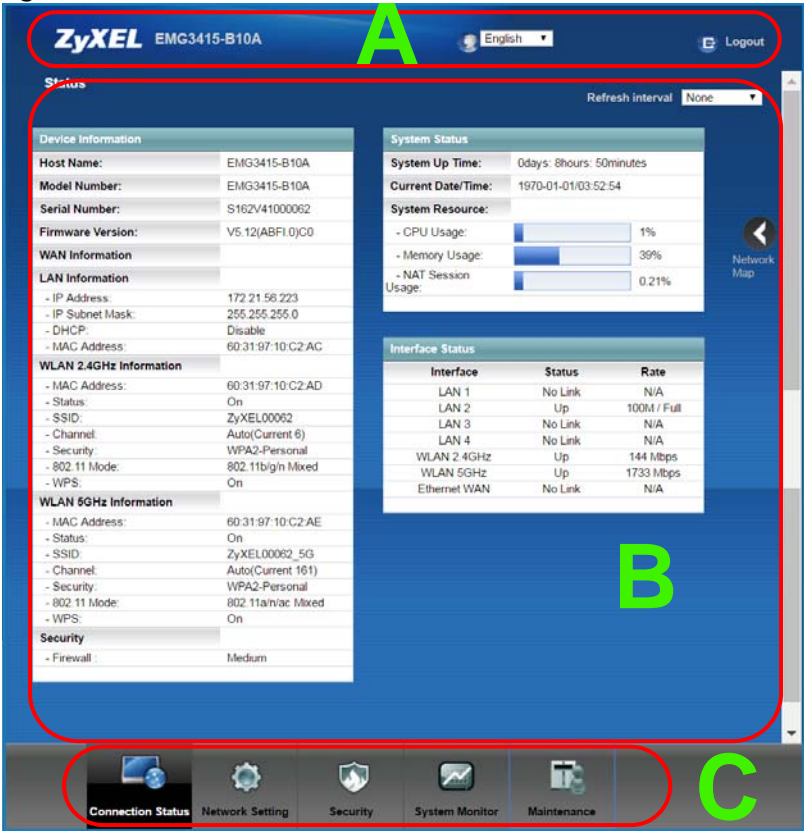 ZyXEL EMG3415-B10A
A
English
Logout
Status
Refresh interval None
Device Information
Host Name: EMG3415-B10A
Model Number: EMG3415-B10A
Serial Number: S162V41000062
Firmware Version: V5.12(ABFI.0)C0
WAN Information
LAN Information
- IP Address: 172.21.56.223
- IP Subnet Mask: 255.255.255.0
- DHCP: Disable
- MAC Address: 60:31:97:10:C2:AC
WLAN 2.4GHz Information
- MAC Address: 60:31:97:10:C2:AD
- Status: On
- SSID: ZyXEL00062
- Channel: Auto(Current 6)
- Security: WPA2-Personal
- 802.11 Mode: 802.11b/g/n Mixed
- WPS: On
WLAN 5GHz Information
- MAC Address: 60:31:97:10:C2:AE
- Status: On
- SSID: ZyXEL00062_5G
- Channel: Auto(Current 161)
- Security: WPA2-Personal
- 802.11 Mode: 802.11a/n/ac Mixed
- WPS: On
Security
- Firewall : Medium
System Status
System Up Time: 0days: 8hours: 50minutes
Current Date/Time: 1970-01-01/03:52:54
System Resource:
- CPU Usage: 1%
- Memory Usage: 39%
- NAT Session
Usage: 0.21%
Network
Map
Interface Status
Interface Status Rate
LAN 1 No Link N/A
LAN 2 Up 100M / Full
LAN 3 No Link N/A
LAN 4 No Link N/A
WLAN 2.4GHz Up 144 Mbps
WLAN 5GHz Up 1733 Mbps
Ethernet WAN No Link N/A
B
Connection Status Network Setting Security System Monitor Maintenance
C